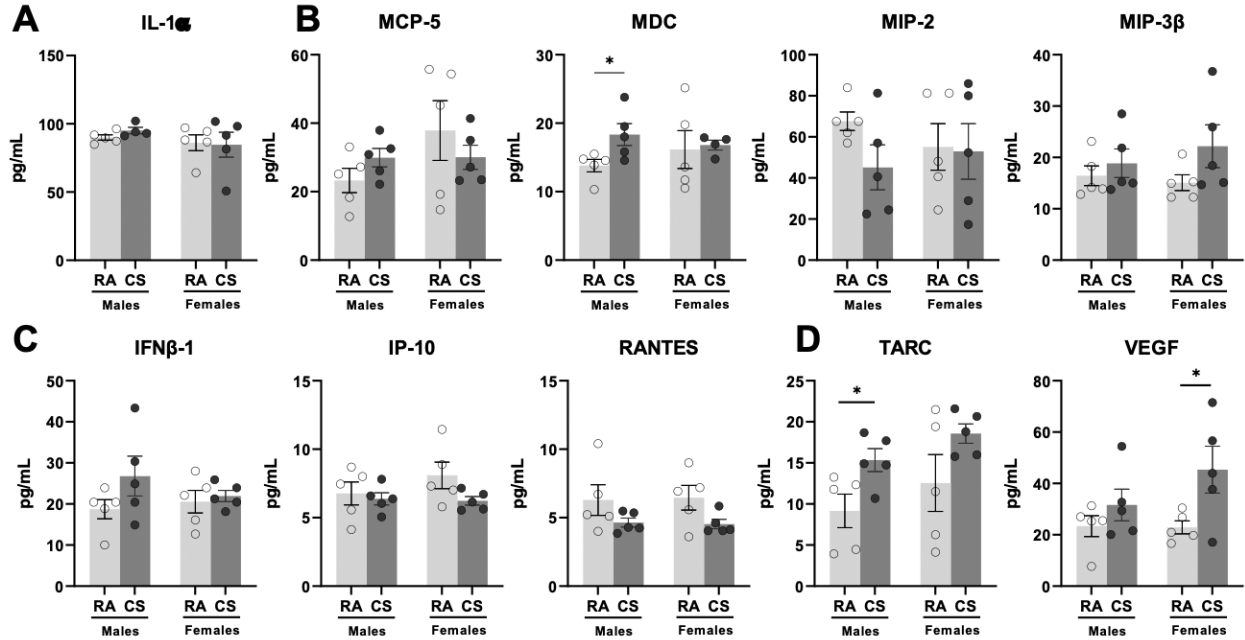 A
IL-1α
B
MCP-5
MDC
MIP-2
MIP-3β
pg/mL
150
100
50
0
RA CS RA CS
Males Females
pg/mL
60
40
20
0
RA CS RA CS
Males Females
pg/mL
30
20
10
0
*
RA CS RA CS
Males Females
pg/mL
100
80
60
40
20
0
RA CS RA CS
Males Females
pg/mL
40
30
20
10
0
RA CS RA CS
Males Females
C
IFNβ-1
IP-10
RANTES
D
TARC
VEGF
pg/mL
50
40
30
20
10
0
RA CS RA CS
Males Females
pg/mL
15
10
5
0
RA CS RA CS
Males Females
pg/mL
15
10
5
0
RA CS RA CS
Males Females
pg/mL
25
20
15
10
5
0
*
RA CS RA CS
Males Females
pg/mL
80
60
40
20
0
*
RA CS RA CS
Males Females